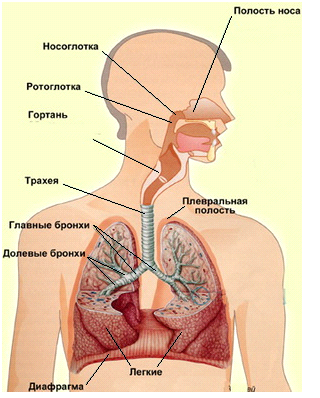 Полость носа
Носоглотка
Ротоглотка
Гортань
Трахея
Плевральная
полость
Главные бронхи
Долевые бронхи
Легкие
Диафрагма